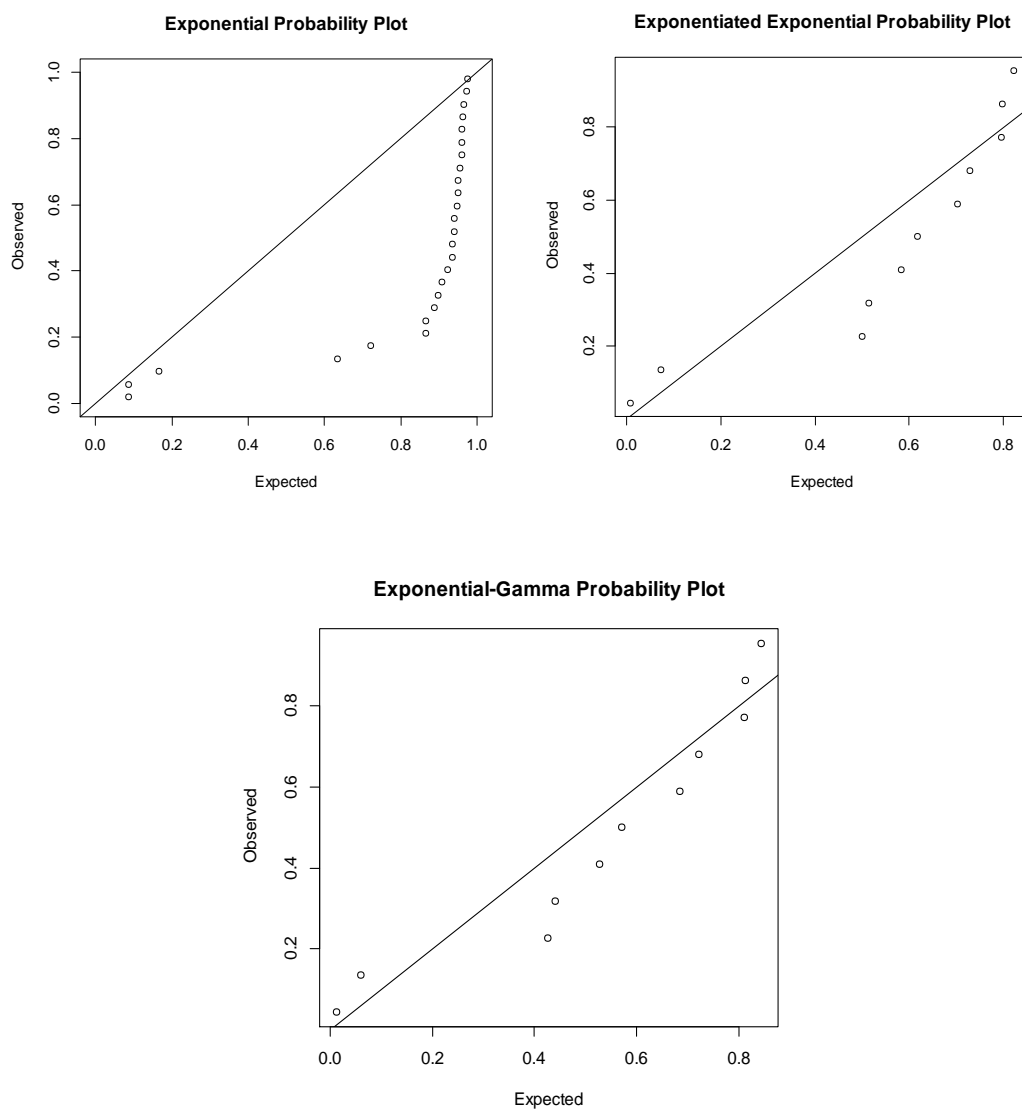 Exponential Probability Plot
Observed
1.0
0.8
0.6
0.4
0.2
0.0
0.0 0.2 0.4 0.6 0.8 1.0
Expected
Exponentiated Exponential Probability Plot
Observed
0.8
0.6
0.4
0.2
0.0 0.2 0.4 0.6 0.8
Expected
Exponential-Gamma Probability Plot
Observed
0.8
0.6
0.4
0.2
0.0 0.2 0.4 0.6 0.8
Expected